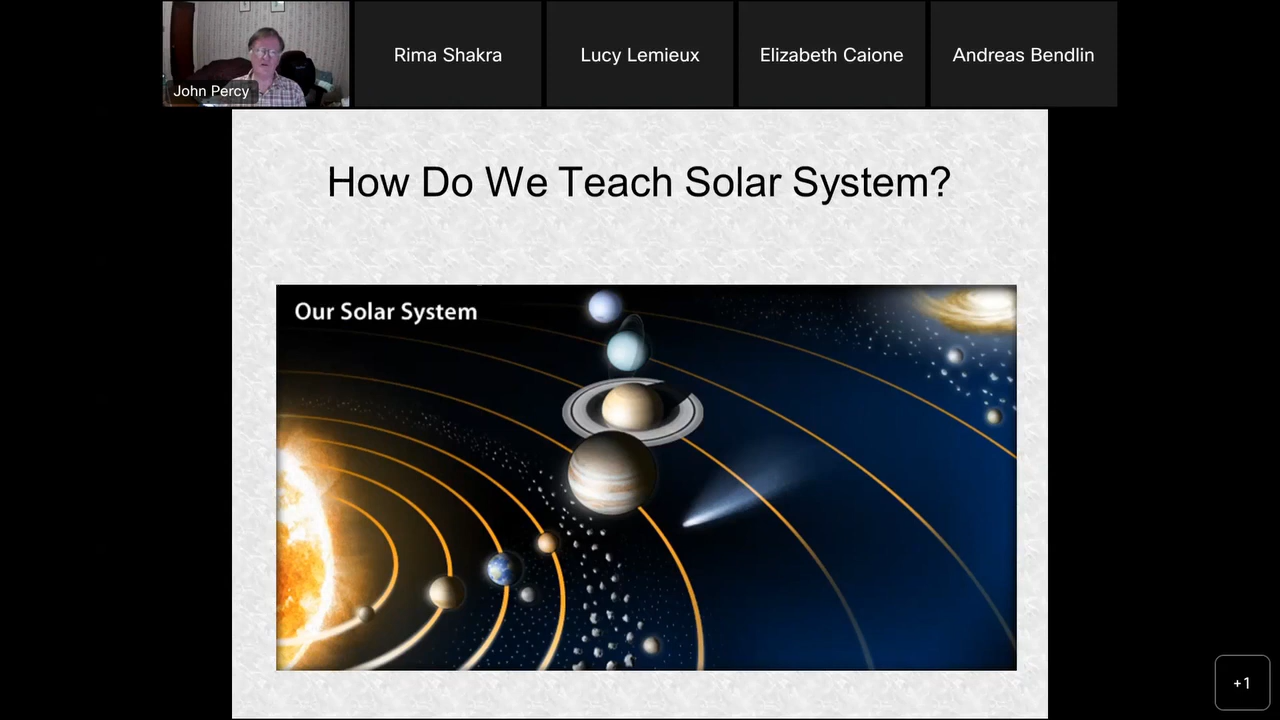 John Percy
Rima Shakra
Lucy Lemieux
Elizabeth Caione
Andreas Bendlin
How Do We Teach Solar System?
Our Solar System
+1